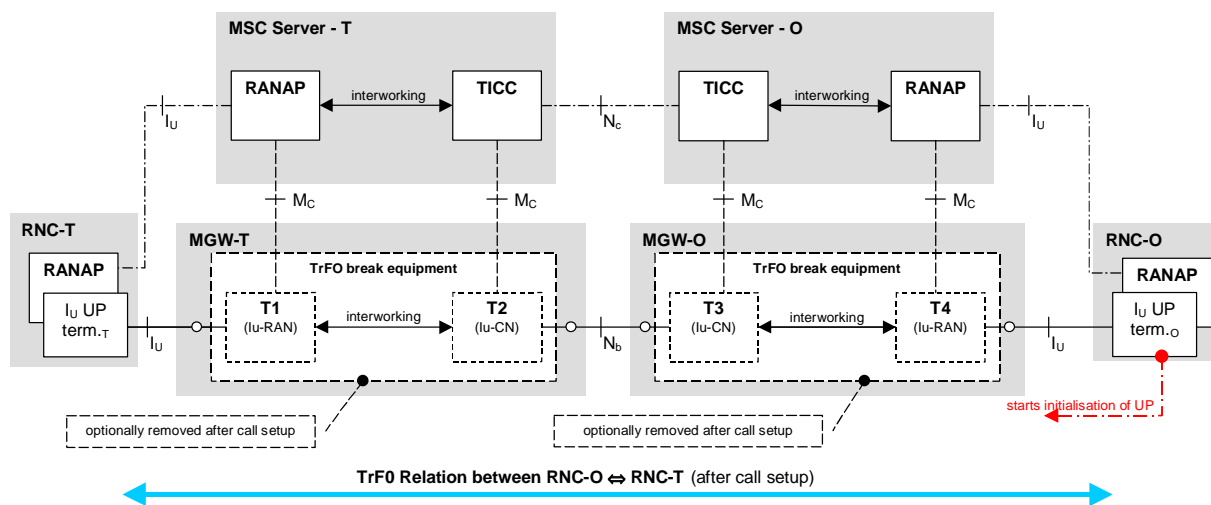 MSC Server - T
MSC Server - O
RANAP
interworking
TICC
TICC
interworking
RANAP
IU
Nc
IU
MC
MC
MC
MC
RNC-T
MGW-T
MGW-O
RNC-O
RANAP
TrFO break equipment
TrFO break equipment
RANAP
IU UP
term.T
T1
(Iu-RAN)
interworking
T2
(Iu-CN)
T3
(Iu-CN)
interworking
T4
(Iu-RAN)
IU UP
term.O
IU
Nb
IU
starts initialisation of UP
optionally removed after call setup
optionally removed after call setup
TrF0 Relation between RNC-O ⇔ RNC-T (after call setup)